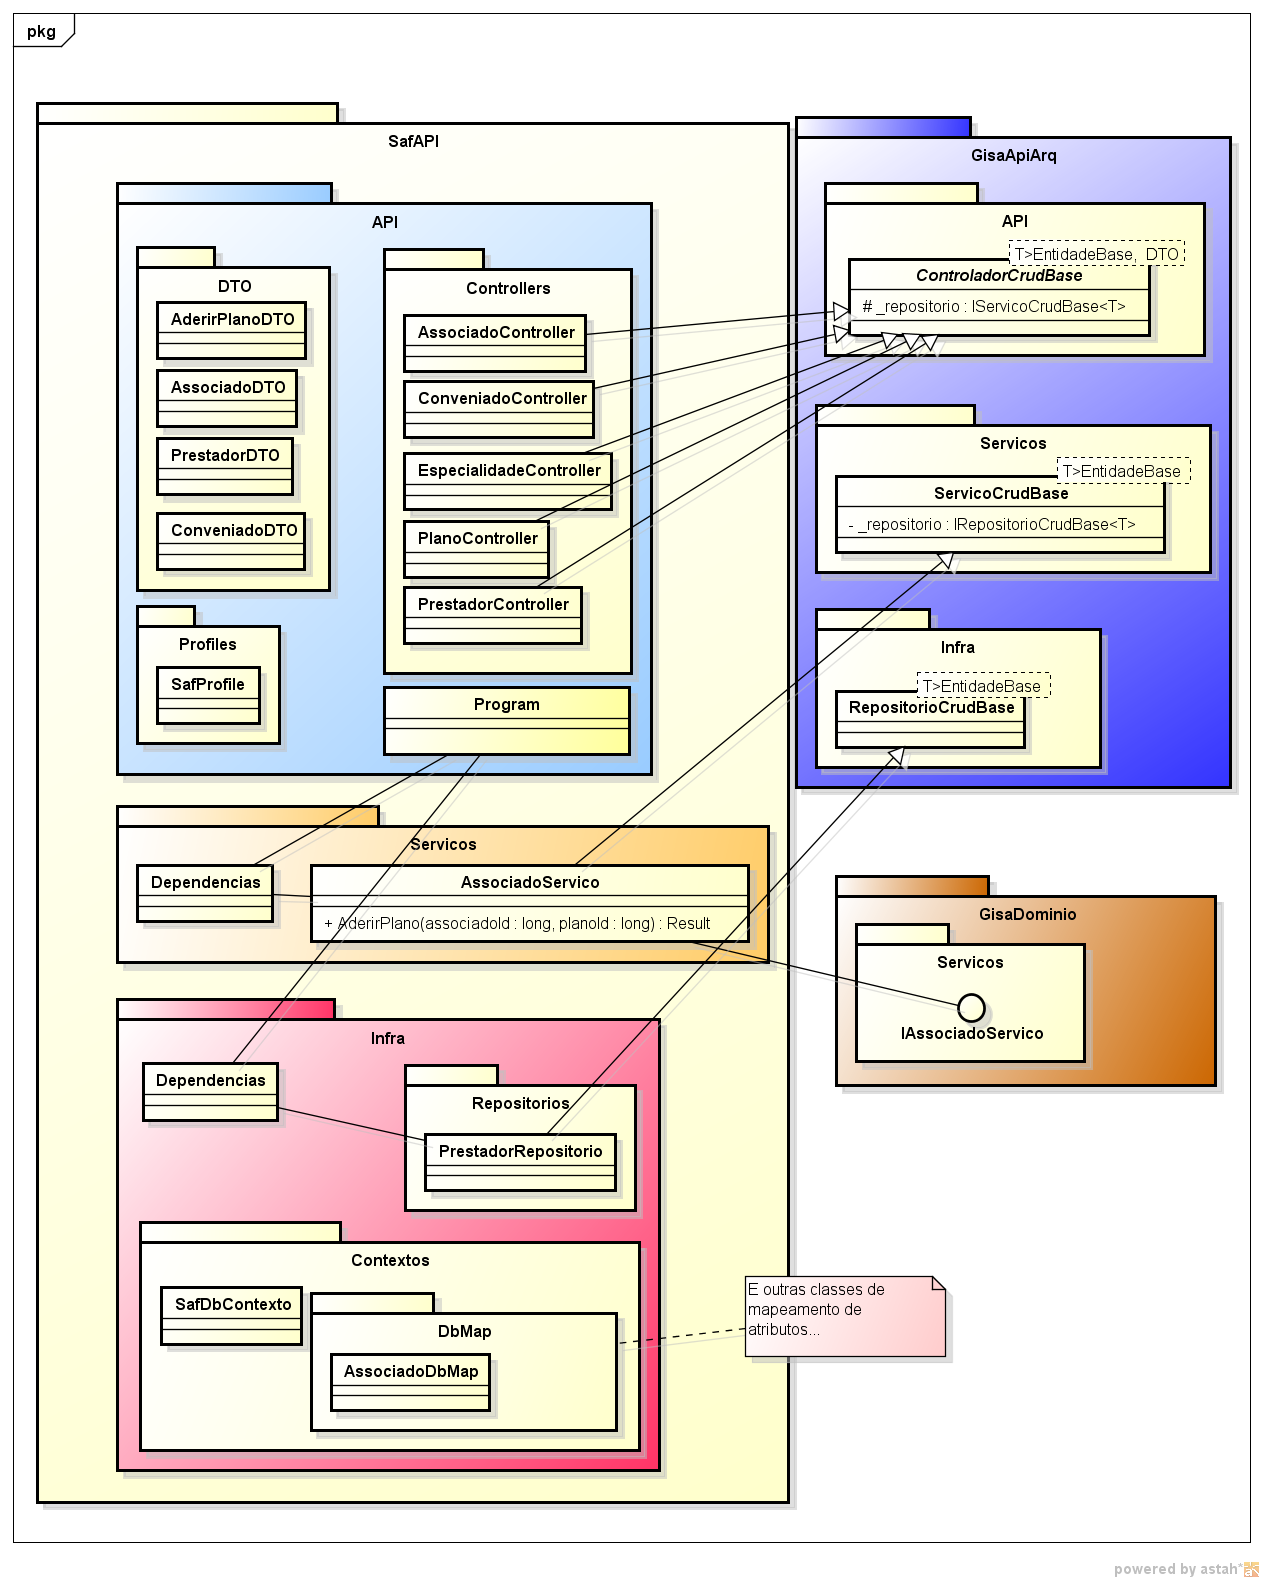 pkg
SafAPI
API
DTO
AderirPlanoDTO
AssociadoDTO
PrestadorDTO
ConveniadoDTO
Profiles
SafProfile
Controllers
AssociadoController
ConveniadoController
EspecialidadeController
PlanoController
PrestadorController
Program
Servicos
Dependencias
AssociadoServico
+ AderirPlano(associadoId : long, planoId : long) : Result
Infra
Dependencias
Repositorios
PrestadorRepositorio
Contextos
SafDbContexto
DbMap
AssociadoDbMap
E outras classes de
mapeamento de
atributos...
GisaApiArq
API
T>EntidadeBase, DTO
ControladorCrudBase
# _repositorio : IServicoCrudBase<T>
Servicos
T>EntidadeBase
ServicoCrudBase
- _repositorio : IRepositorioCrudBase<T>
Infra
T>EntidadeBase
RepositorioCrudBase
GisaDominio
Servicos
IAssociadoServico
powered by astah*